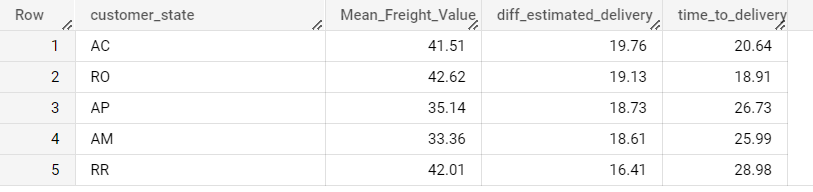 Row customer_state Mean_Freight_Value diff_estimated_delivery time_to_delivery
1 AC 41.51 19.76 20.64
2 RO 42.62 19.13 18.91
3 AP 35.14 18.73 26.73
4 AM 33.36 18.61 25.99
5 RR 42.01 16.41 28.98